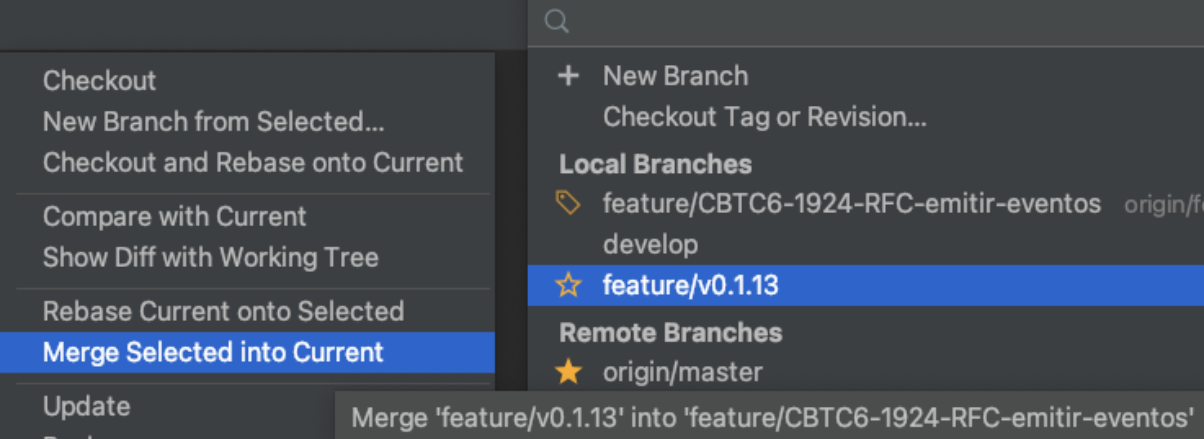 Checkout
New Branch from Selected...
Checkout and Rebase onto Current
Compare with Current
Show Diff with Working Tree
Rebase Current onto Selected
Merge Selected into Current
Update
New Branch
Checkout Tag or Revision...
Local Branches
feature/CBTC6-1924-RFC-emitir-eventos origin/f
develop
feature/v0.1.13
Remote Branches
origin/master
Merge 'feature/v0.1.13' into 'feature/CBTC6-1924-RFC-emitir-eventos'